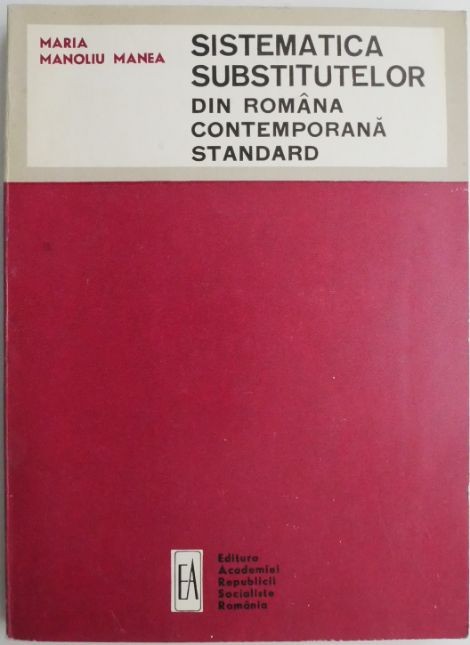 MARIA
MANOLIU MANEA
SISTEMATICA
SUBSTITUTELOR
DIN ROMÂNA
CONTEMPORANĂ
STANDARD
EA
Editura
Academiei
Republicii
Socialiste
România